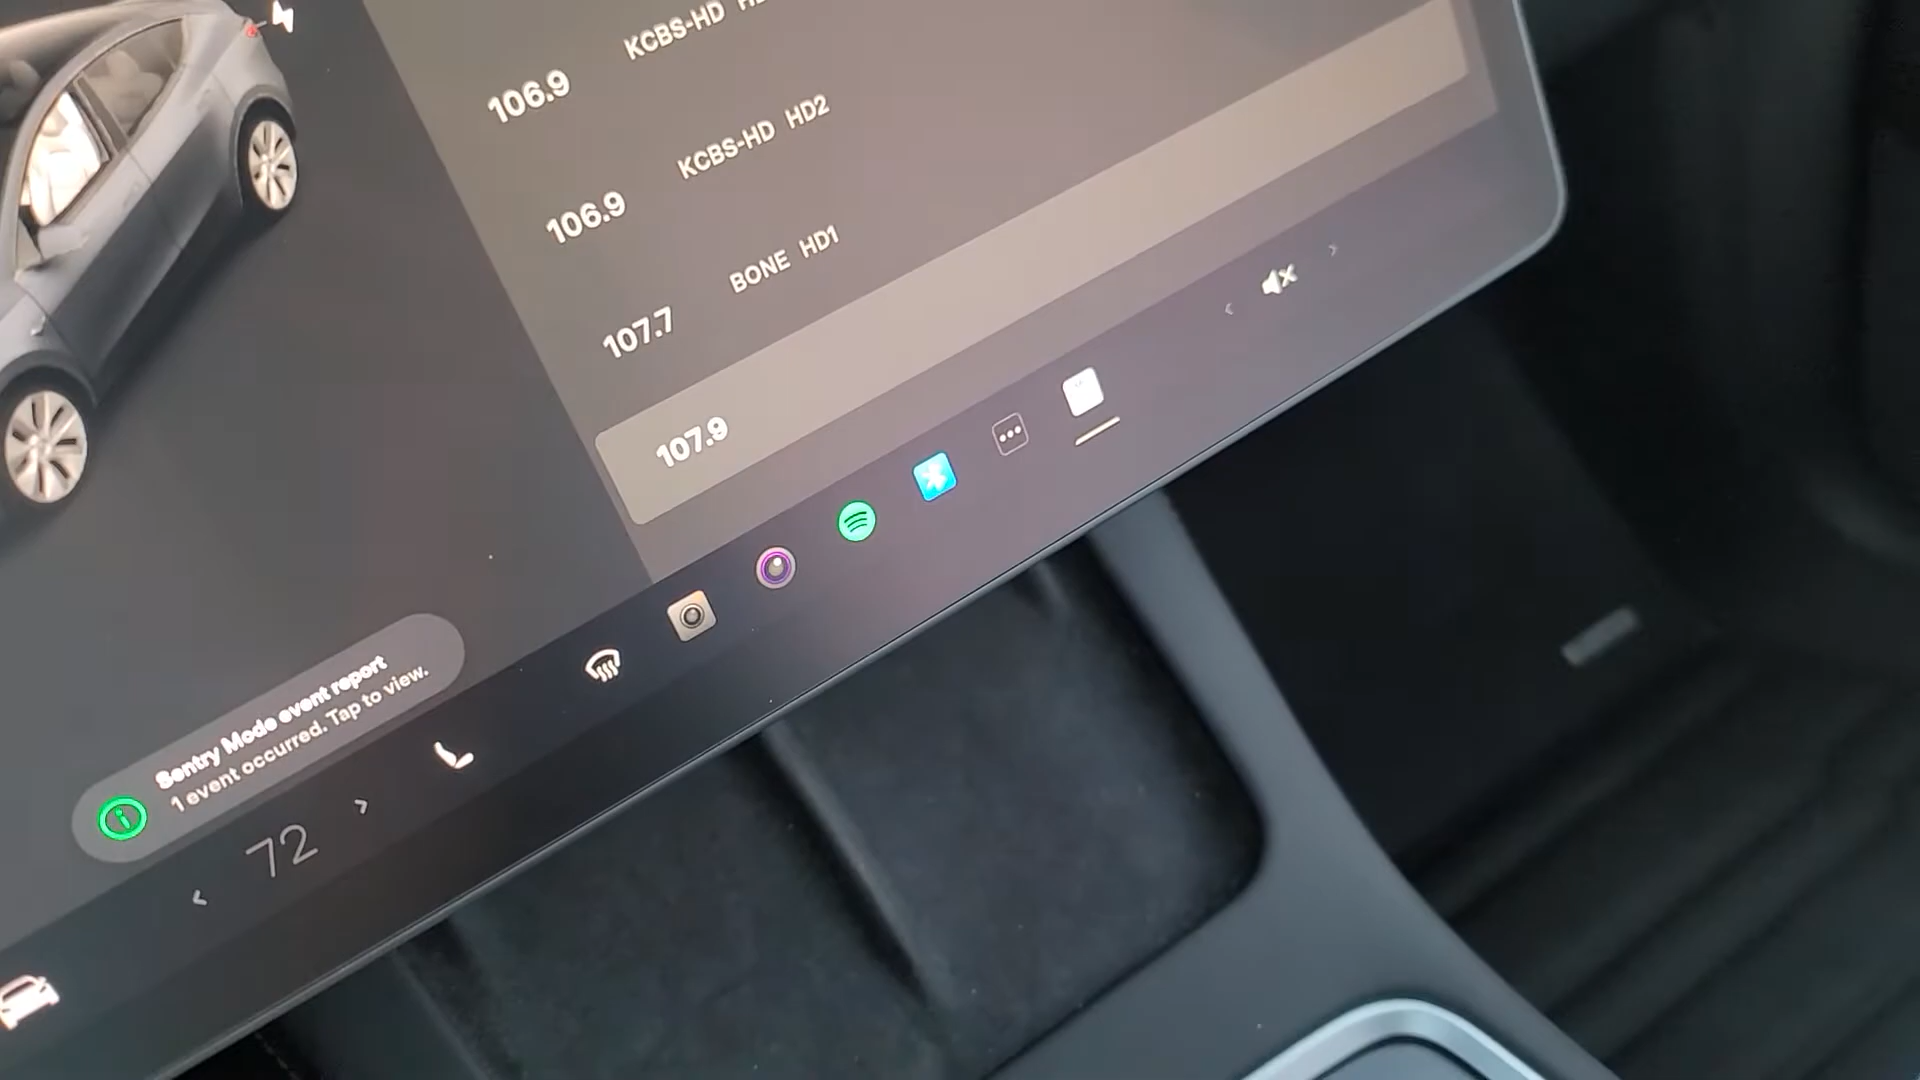 KCBS-HD
106.9
KCBS-HD HD2
106.9
BONE HD1
107.7
107.9
Sentry Mode event report
1 event occurred. Tap to view.
72